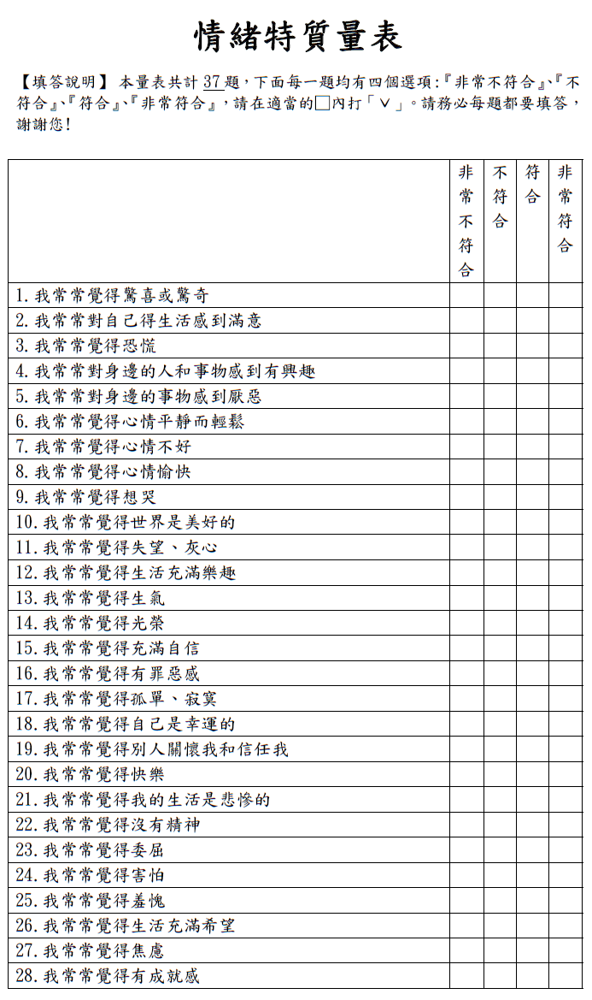 情緒特質量表
【填答說明】 本量表共計 37 題，下面每一題均有四個選項:『非常不符合』、『不
符合』、『符合』、『非常符合』，請在適當的□內打「∨」。請務必每題都要填答，
謝謝您!
非常不符合 不符合 符合 非常符合
1.我常常覺得驚喜或驚奇
2.我常常對自己得生活感到滿意
3.我常常覺得恐慌
4.我常常對身邊的人和事物感到有興趣
5.我常常對身邊的事物感到厭惡
6.我常常覺得心情平靜而輕鬆
7.我常常覺得心情不好
8.我常常覺得心情愉快
9.我常常覺得想哭
10.我常常覺得世界是美好的
11.我常常覺得失望、灰心
12.我常常覺得生活充滿樂趣
13.我常常覺得生氣
14.我常常覺得光榮
15.我常常覺得充滿自信
16.我常常覺得有罪惡感
17.我常常覺得孤單、寂寞
18.我常常覺得自己是幸運的
19.我常常覺得別人關懷我和信任我
20.我常常覺得快樂
21.我常常覺得我的生活是悲慘的
22.我常常覺得沒有精神
23.我常常覺得委屈
24.我常常覺得害怕
25.我常常覺得羞愧
26.我常常覺得生活充滿希望
27.我常常覺得焦慮
28.我常常覺得有成就感